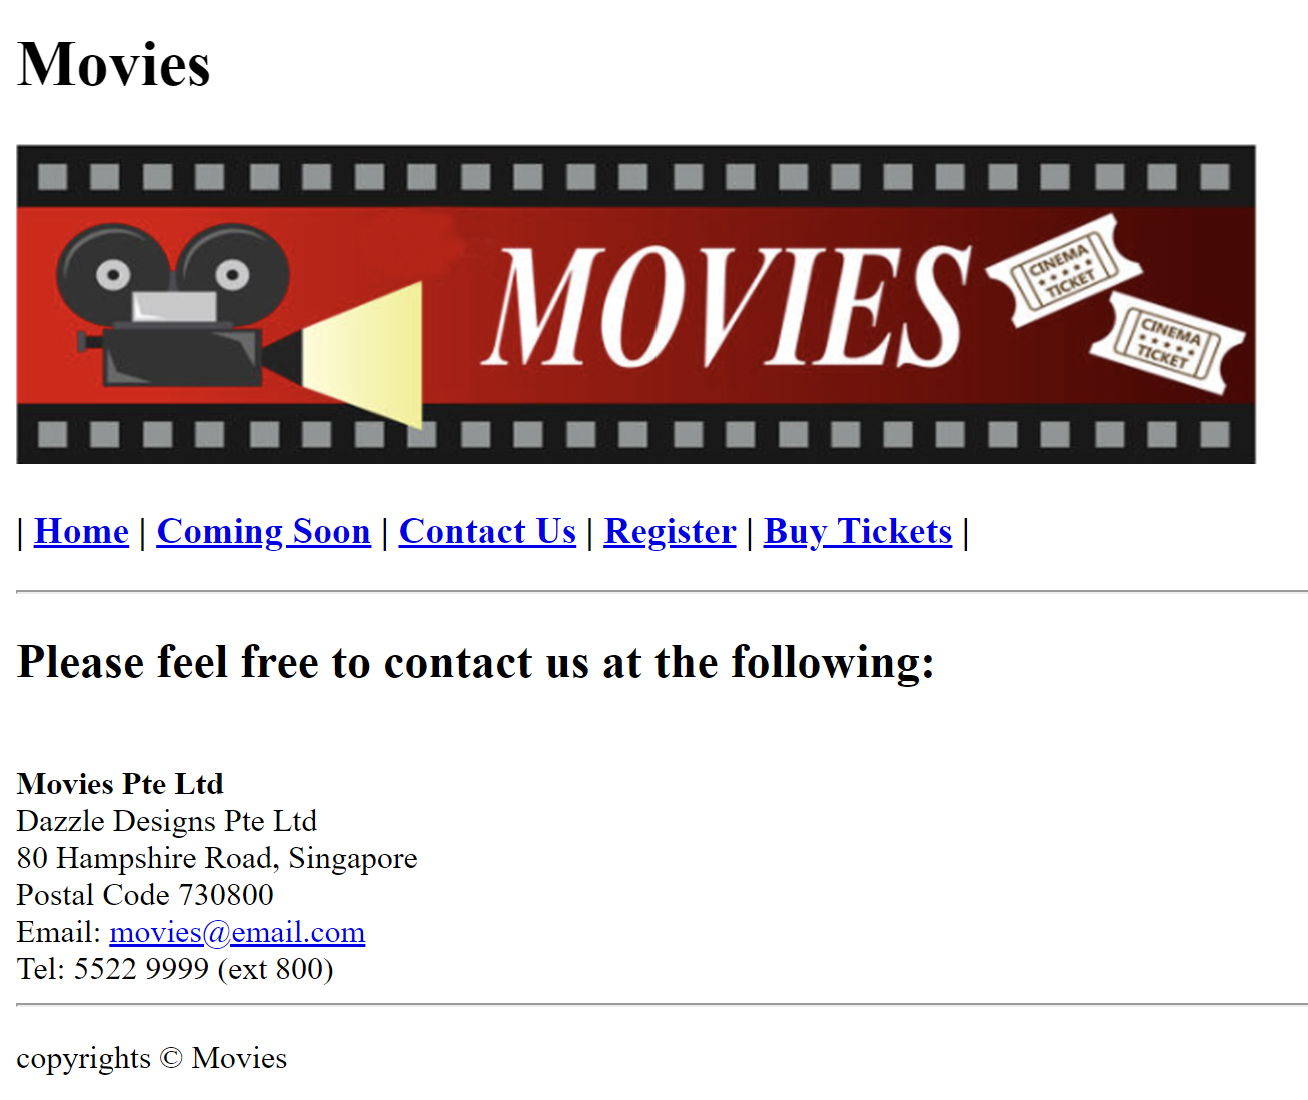 Movies
MOVIES
CINEMA
TICKET
CINEMA
TICKET
| Home | Coming Soon | Contact Us | Register | Buy Tickets |
Please feel free to contact us at the following:
Movies Pte Ltd
Dazzle Designs Pte Ltd
80 Hampshire Road, Singapore
Postal Code 730800
Email: movies@email.com
Tel: 5522 9999 (ext 800)
copyrights © Movies